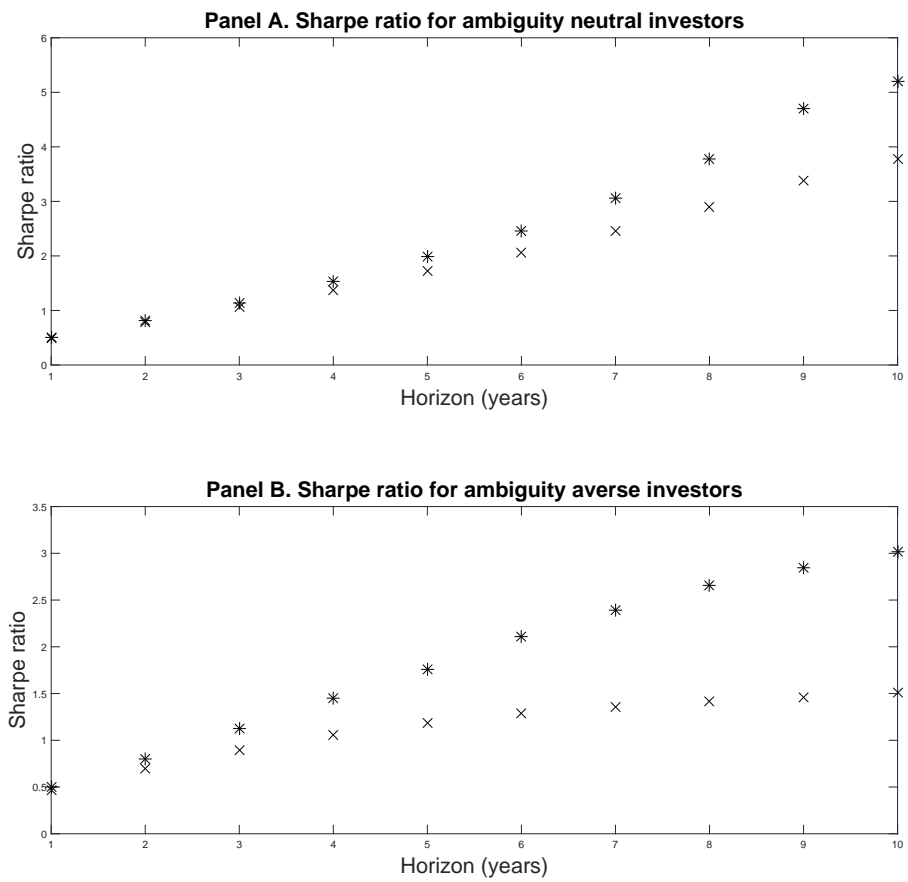 Panel A. Sharpe ratio for ambiguity neutral investors
6
5
4
3
2
1
0
Sharpe ratio
1 2 3 4 5 6 7 8 9 10
Horizon (years)
Panel B. Sharpe ratio for ambiguity averse investors
3.5
3
2.5
2
1.5
1
0.5
0
Sharpe ratio
1 2 3 4 5 6 7 8 9 10
Horizon (years)